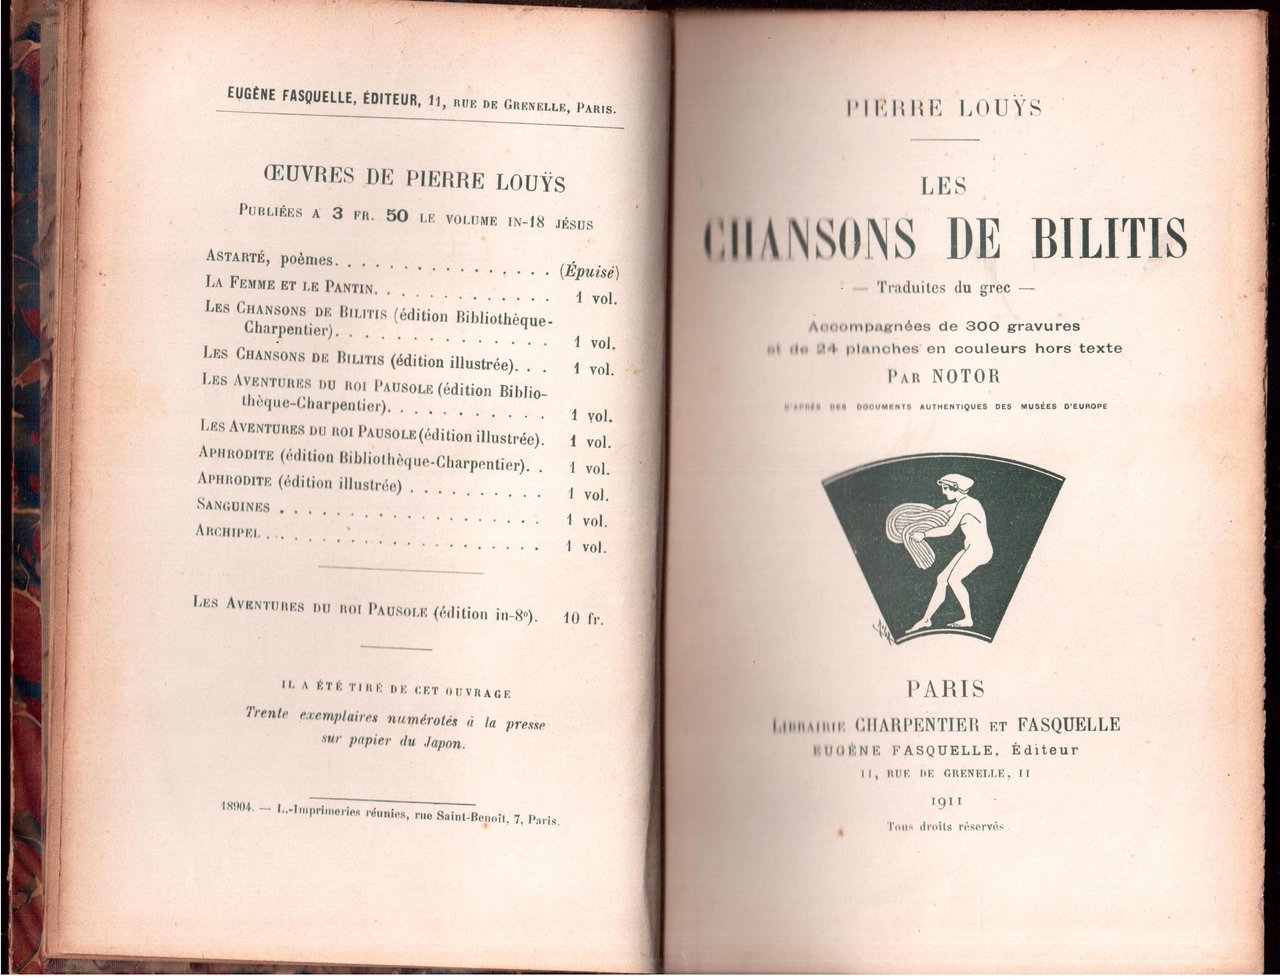 EUGÈNE FASQUELLE, ÉDITEUR, 11, RUE DE GRENELLE, PARIS.
ŒUVRES DE PIERRE LOUŸS
PUBLIÉES A 3 FR. 50 LE VOLUME IN-18 JÉSUS
ASTARTÉ, poèmes. . . . . . . . . . . . . . . . (Épuisé)
LA FEMME ET LE PANTIN. . . . . . . . . . . . . 1 vol.
LES CHANSONS DE BILITIS (édition Bibliothèque-
Charpentier). . . . . . . . . . . . . . . 1 vol.
LES CHANSONS DE BILITIS (édition illustrée). . . 1 vol.
LES AVENTURES DU ROI PAUSOLE (édition Biblio-
thèque-Charpentier). . . . . . . . . . . 1 vol.
LES AVENTURES DU ROI PAUSOLE (édition illustrée). 1 vol.
APHRODITE (édition Bibliothèque-Charpentier). . 1 vol.
APHRODITE (édition illustrée) . . . . . . . . . . 1 vol.
SANGUINES . . . . . . . . . . . . . . . . . . . 1 vol.
ARCHIPEL . . . . . . . . . . . . . . . . . . . . 1 vol.
LES AVENTURES DU ROI PAUSOLE (édition in-8º). 10 fr.
IL A ÉTÉ TIRÉ DE CET OUVRAGE
Trente exemplaires numérotés à la presse
sur papier du Japon.
18904. — L.-Imprimeries réunies, rue Saint-Benoît, 7, Paris.
PIERRE LOUŸS
LES
CHANSONS DE BILITIS
— Traduites du grec —
Accompagnées de 300 gravures
et de 24 planches en couleurs hors texte
PAR NOTOR
D'APRÈS DES DOCUMENTS AUTHENTIQUES DES MUSÉES D'EUROPE
PARIS
LIBRAIRIE CHARPENTIER ET FASQUELLE
EUGÈNE FASQUELLE, Éditeur
11, RUE DE GRENELLE, 11
1911
Tous droits réservés